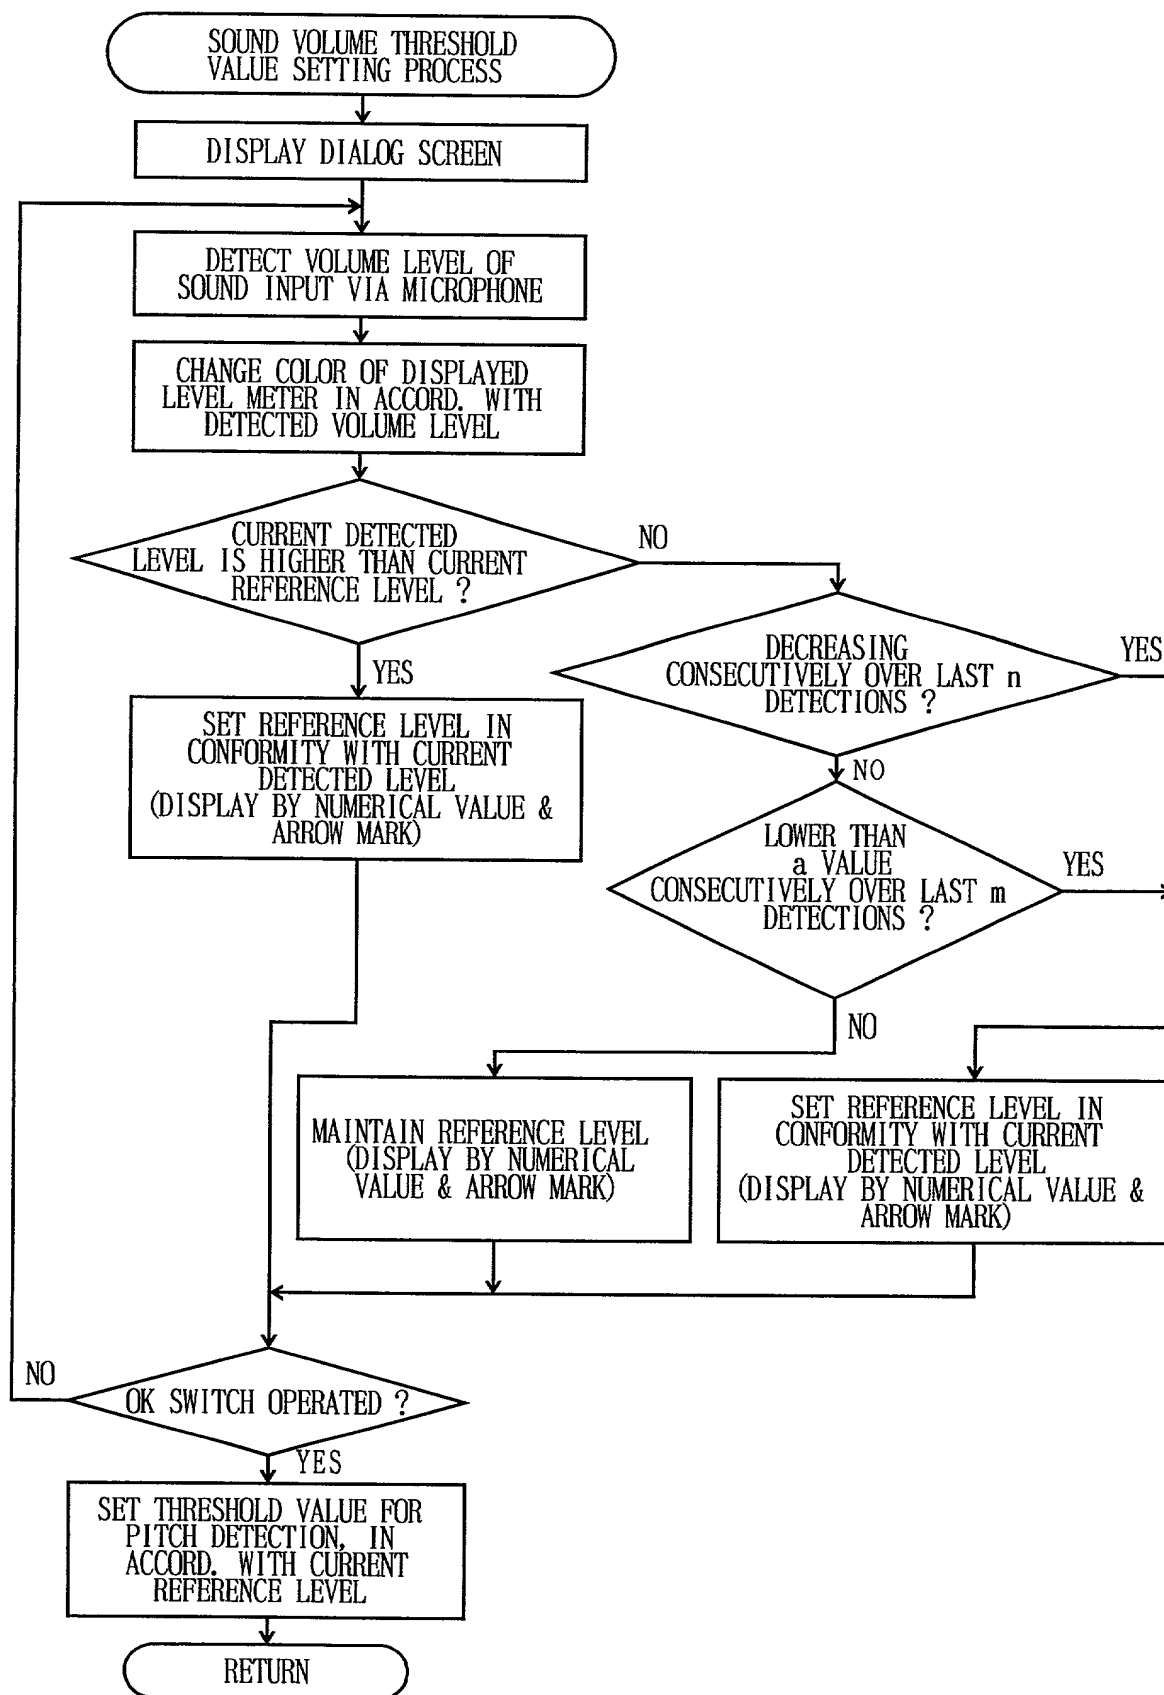 SOUND VOLUME THRESHOLD
VALUE SETTING PROCESS
DISPLAY DIALOG SCREEN
DETECT VOLUME LEVEL OF
SOUND INPUT VIA MICROPHONE
CHANGE COLOR OF DISPLAYED
LEVEL METER IN ACCORD. WITH
DETECTED VOLUME LEVEL
CURRENT DETECTED
LEVEL IS HIGHER THAN CURRENT
REFERENCE LEVEL ?
NO
YES
DECREASING
CONSECUTIVELY OVER LAST n
DETECTIONS ?
YES
NO
SET REFERENCE LEVEL IN
CONFORMITY WITH CURRENT
DETECTED LEVEL
(DISPLAY BY NUMERICAL VALUE &
ARROW MARK)
LOWER THAN
a VALUE
CONSECUTIVELY OVER LAST m
DETECTIONS ?
YES
NO
MAINTAIN REFERENCE LEVEL
(DISPLAY BY NUMERICAL
VALUE & ARROW MARK)
SET REFERENCE LEVEL IN
CONFORMITY WITH CURRENT
DETECTED LEVEL
(DISPLAY BY NUMERICAL VALUE &
ARROW MARK)
NO
OK SWITCH OPERATED ?
YES
SET THRESHOLD VALUE FOR
PITCH DETECTION, IN
ACCORD. WITH CURRENT
REFERENCE LEVEL
RETURN